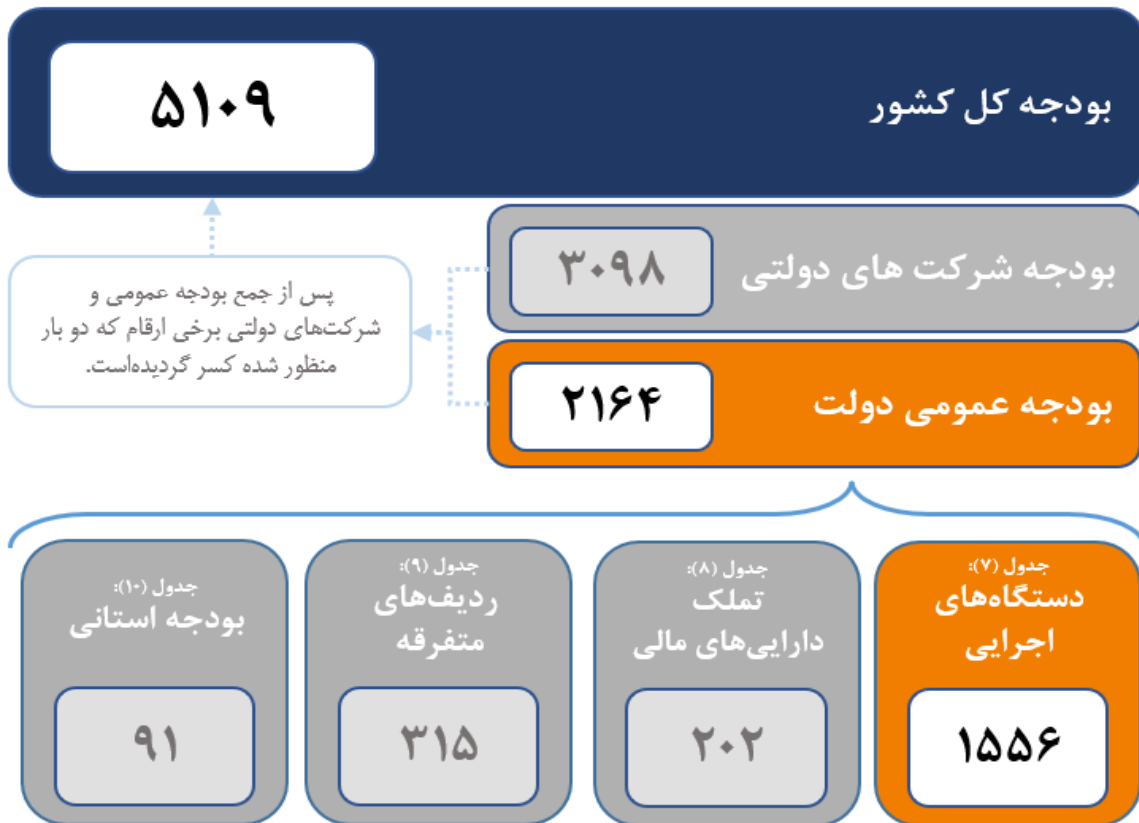 بودجه کل کشور
۵۱۰۹
بودجه شرکت های دولتی
۳۰۹۸
پس از جمع بودجه عمومی و
شرکت‌های دولتی برخی ارقام که دو بار
منظور شده کسر گردیده‌است.
بودجه عمومی دولت
۲۱۶۴
جدول (۷):
دستگاه‌های
اجرایی
۱۵۵۶
جدول (۸):
تملک
دارایی‌های مالی
۲۰۲
جدول (۹):
ردیف‌های
متفرقه
۳۱۵
جدول (۱۰):
بودجه استانی
۹۱